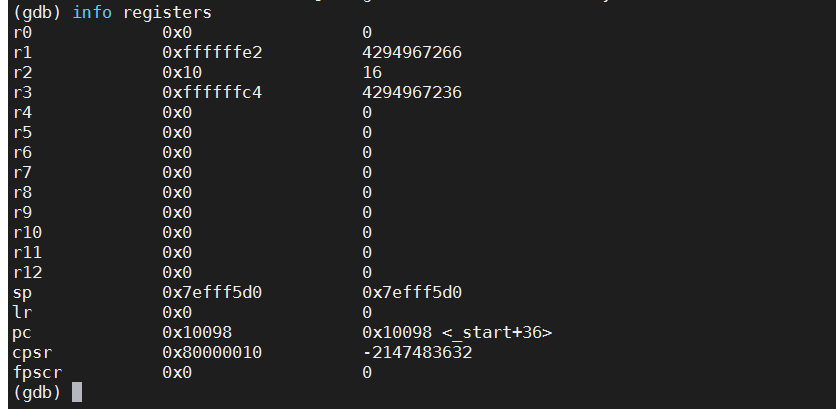 (gdb) info registers
r0 0x0 0
r1 0xffffffe2 4294967266
r2 0x10 16
r3 0xffffffc4 4294967236
r4 0x0 0
r5 0x0 0
r6 0x0 0
r7 0x0 0
r8 0x0 0
r9 0x0 0
r10 0x0 0
r11 0x0 0
r12 0x0 0
sp 0x7efff5d0 0x7efff5d0
lr 0x0 0
pc 0x10098 0x10098 <_start+36>
cpsr 0x80000010 -2147483632
fpscr 0x0 0
(gdb)